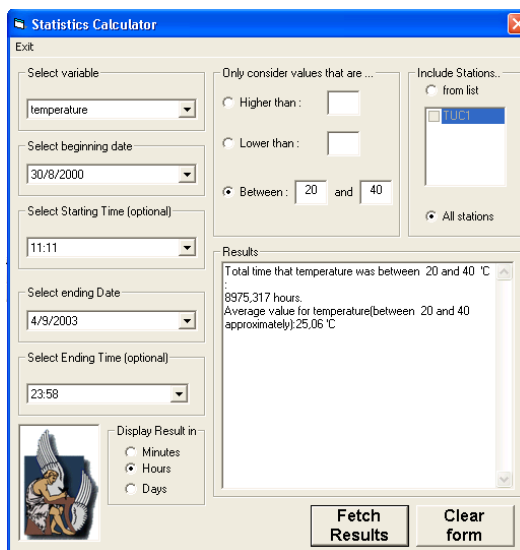 Statistics Calculator
Exit
Select variable
temperature
Select beginning date
30/8/2000
Select Starting Time (optional)
11:11
Select ending Date
4/9/2003
Select Ending Time (optional)
23:58
Display Result in
Minutes
Hours
Days
Only consider values that are ...
Higher than :
Lower than :
Between : 20 and 40
Include Stations..
from list
TUC1
All stations
Results
Total time that temperature was between 20 and 40 'C
:
8975,317 hours.
Average value for temperature(between 20 and 40
approximately):25,06 'C
Fetch
Results
Clear
form